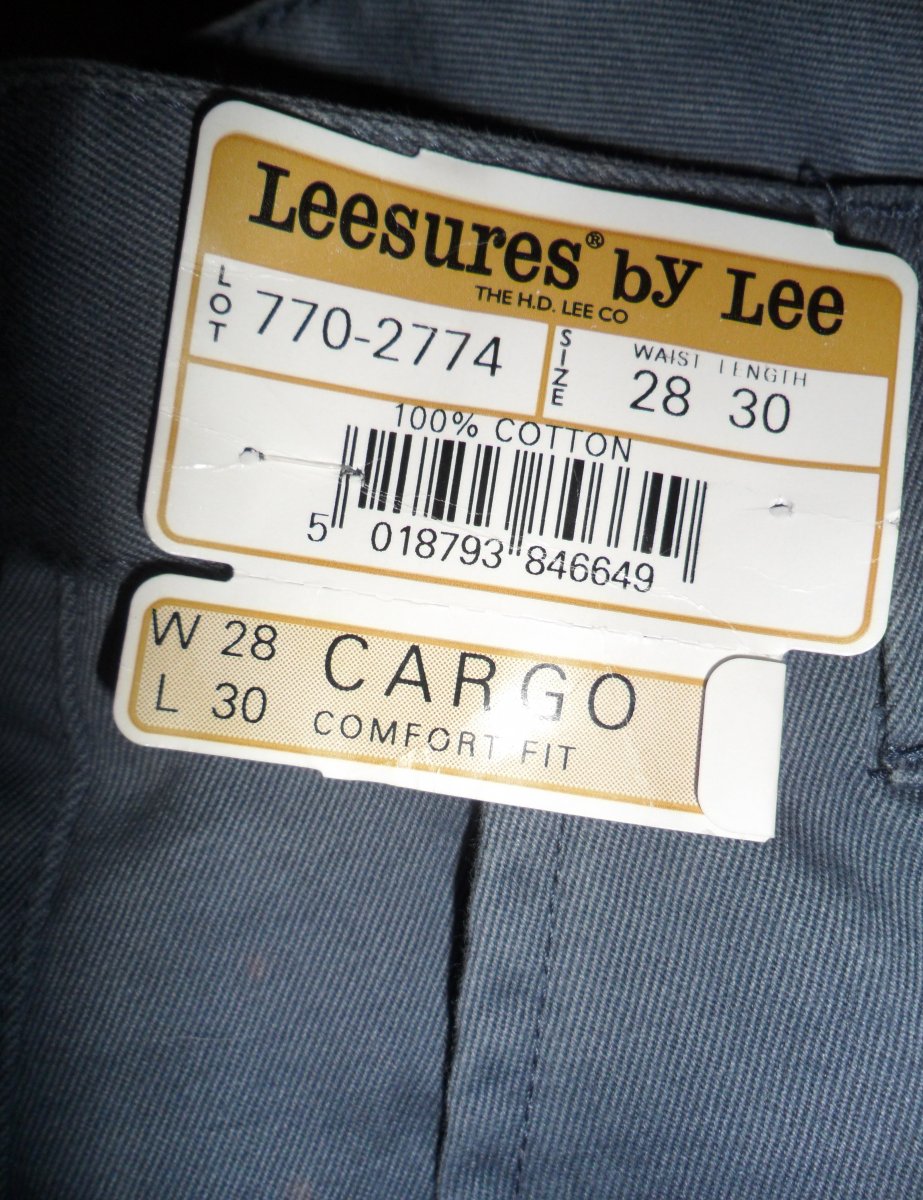 Leesures® by Lee
THE H.D. LEE CO
LOT 770-2774
SIZE WAIST LENGTH
28 30
100% COTTON
5 018793 846649
W 28
L 30
CARGO
COMFORT FIT